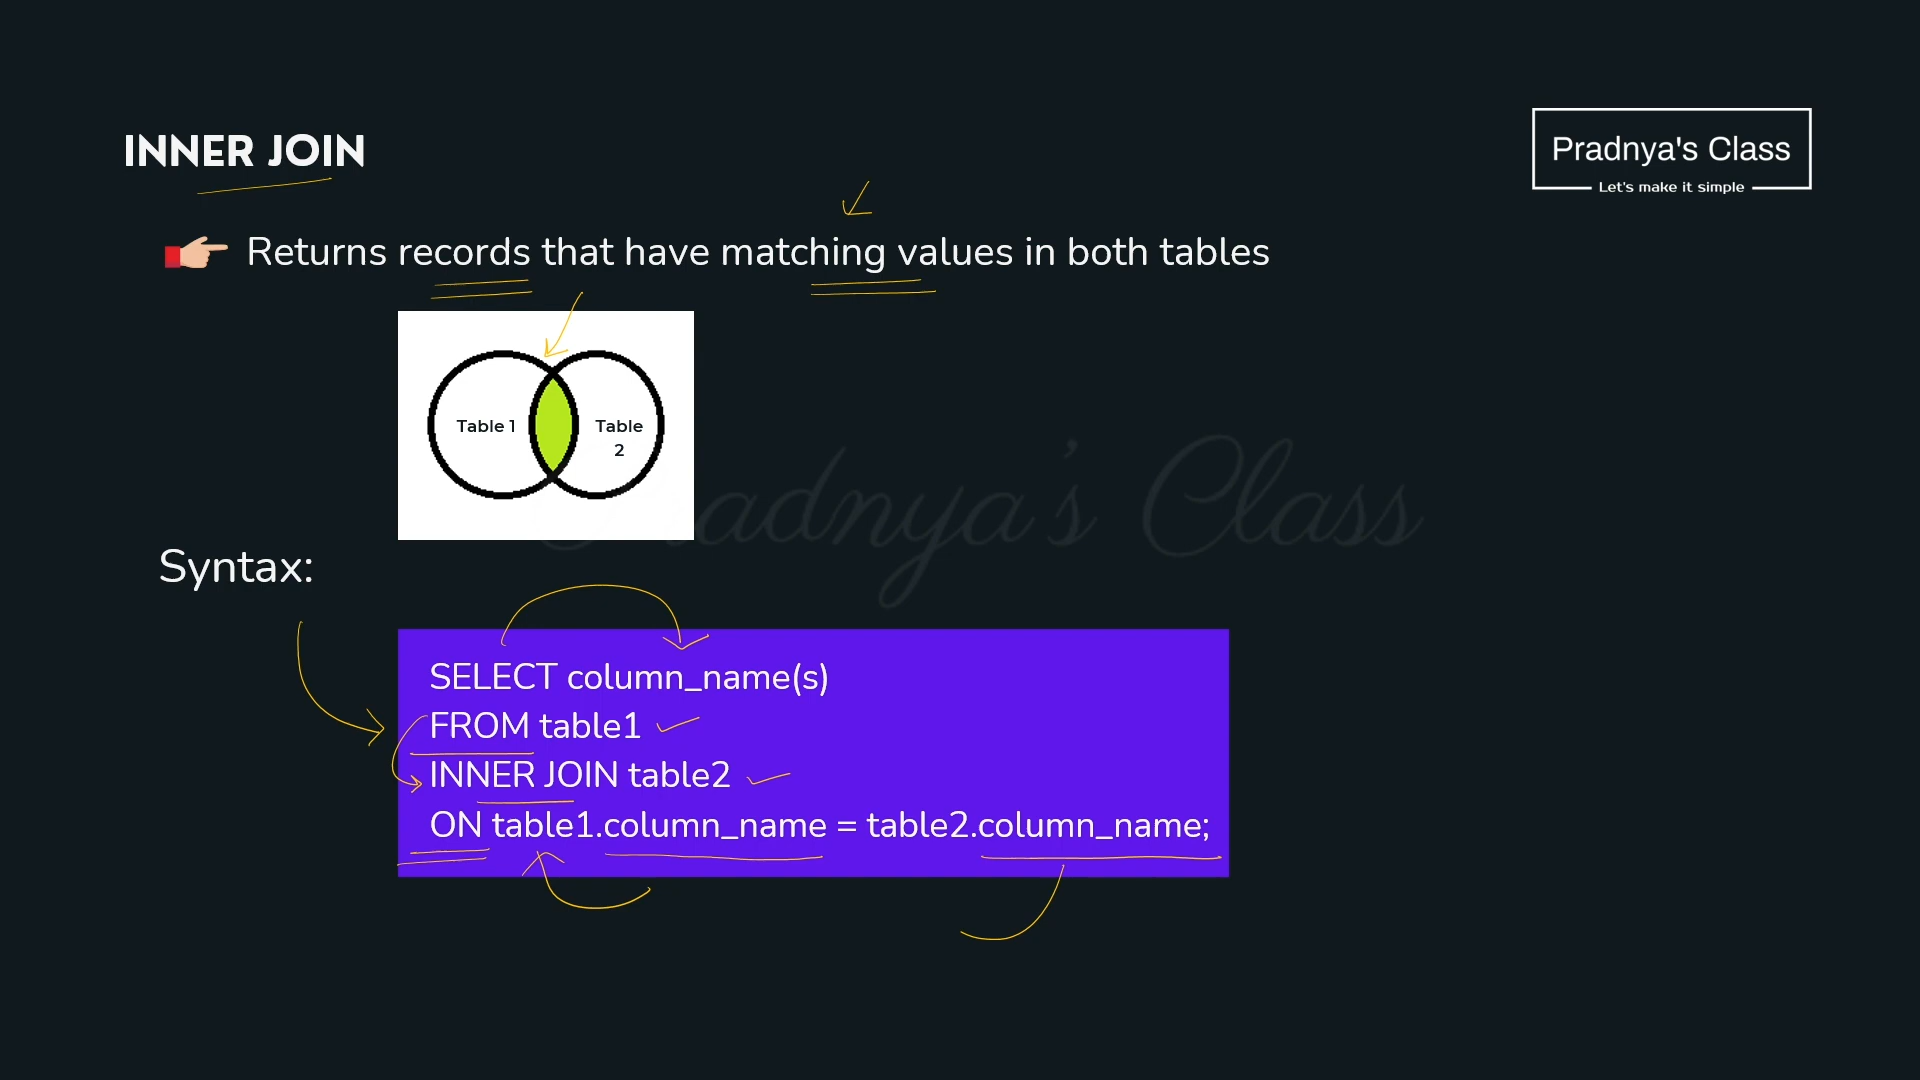 INNER JOIN
Pradnya's Class
Let's make it simple
Returns records that have matching values in both tables
Table 1
Table
2
Pradnya's Class
Syntax:
SELECT column_name(s)
FROM table1
INNER JOIN table2
ON table1.column_name = table2.column_name;